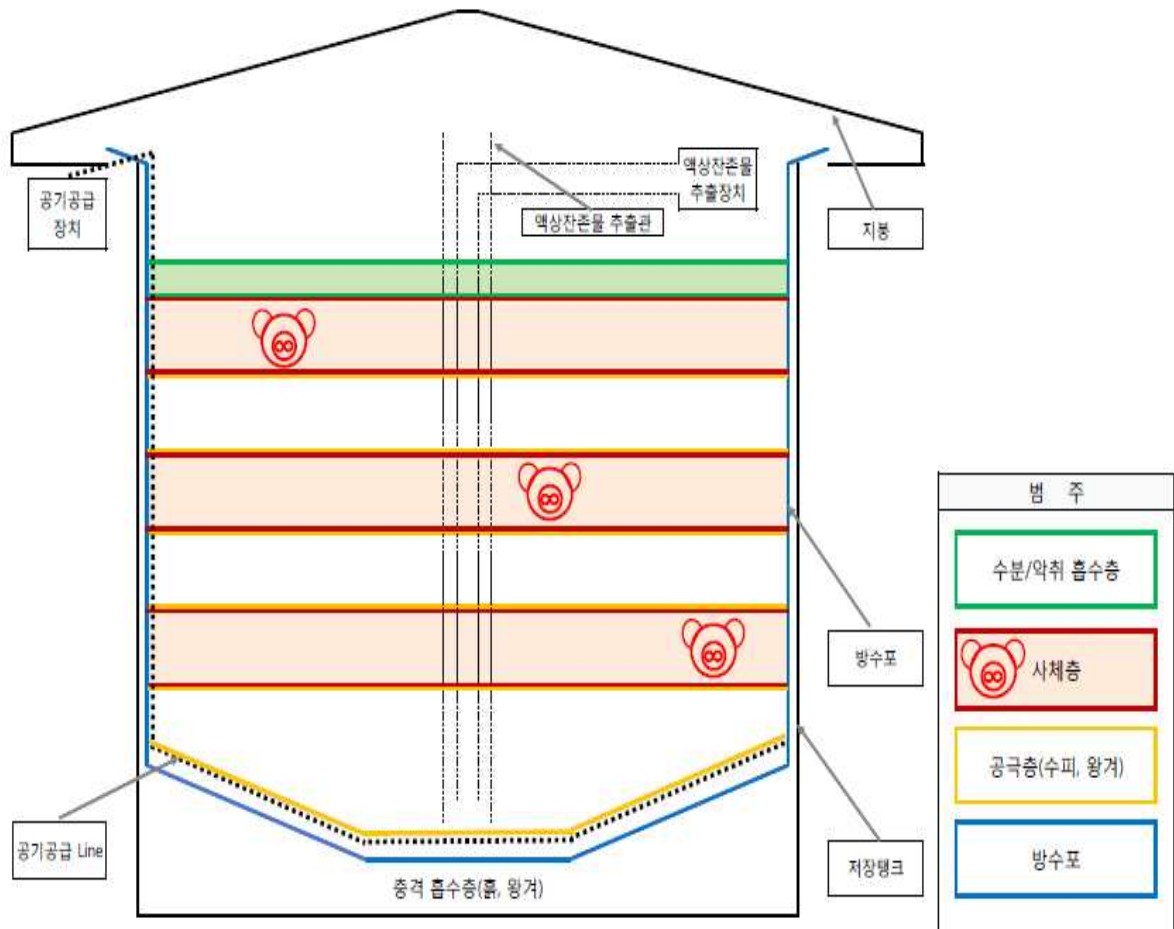 공기공급
장치
액상잔존물
추출장치
액상잔존물 추출관
지붕
방수포
공기공급 Line
저장탱크
충격 흡수층(흙, 왕겨)
범 주
수분/악취 흡수층
사체층
공극층(수피, 왕겨)
방수포